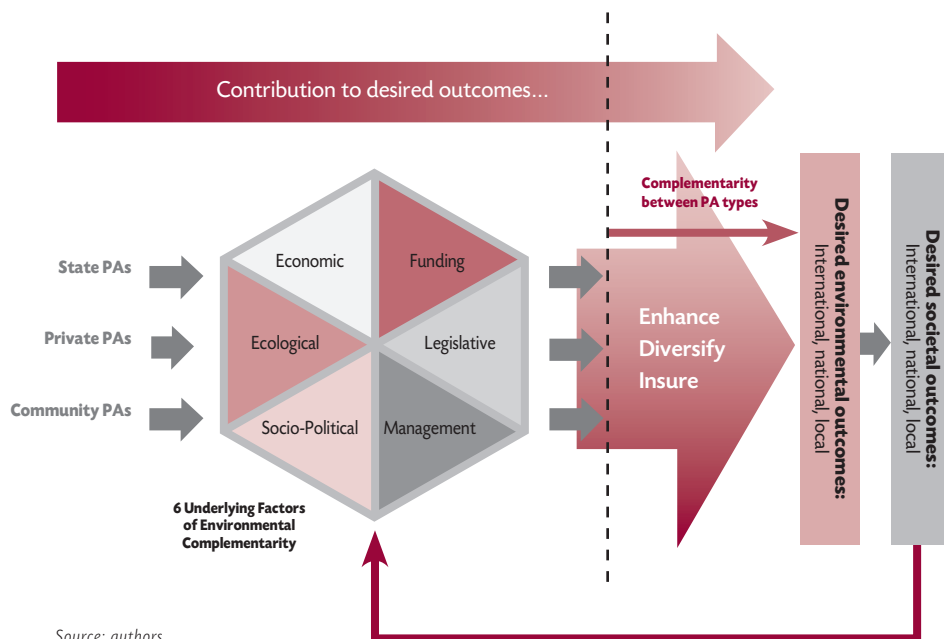 Contribution to desired outcomes...
Complementarity
between PA types
State PAs
Private PAs
Community PAs
Economic
Funding
Ecological
Legislative
Socio-Political
Management
6 Underlying Factors
of Environmental
Complementarity
Enhance
Diversify
Insure
Desired environmental outcomes:
International, national, local
Desired societal outcomes:
International, national, local
Source: authors